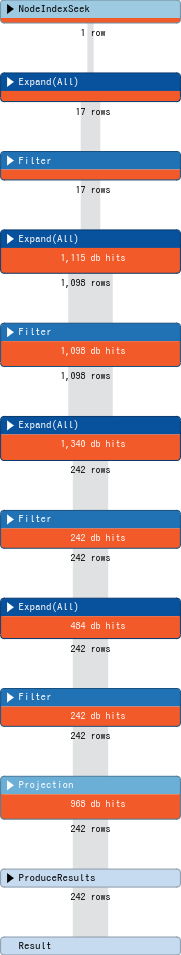 NodeIndexSeek
1 row
Expand(All)
17 rows
Filter
17 rows
Expand(All)
1,115 db hits
1,098 rows
Filter
1,098 db hits
1,098 rows
Expand(All)
1,340 db hits
242 rows
Filter
242 db hits
242 rows
Expand(All)
484 db hits
242 rows
Filter
242 db hits
242 rows
Projection
968 db hits
242 rows
ProduceResults
242 rows
Result